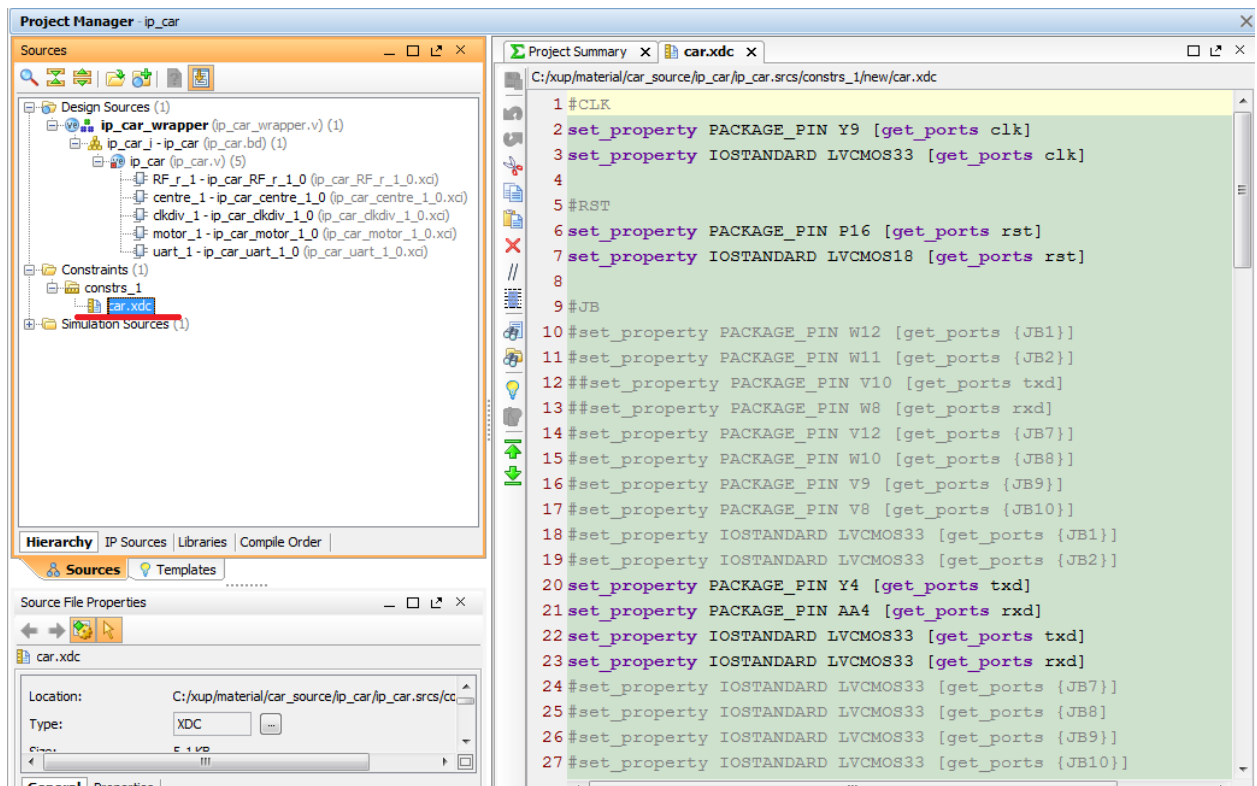 Project Manager - ip_car
Sources
Design Sources (1)
ip_car_wrapper (ip_car_wrapper.v) (1)
ip_car_i - ip_car (ip_car.bd) (1)
ip_car (ip_car.v) (5)
RF_r_1 - ip_car_RF_r_1_0 (ip_car_RF_r_1_0.xci)
centre_1 - ip_car_centre_1_0 (ip_car_centre_1_0.xci)
clkdiv_1 - ip_car_clkdiv_1_0 (ip_car_clkdiv_1_0.xci)
motor_1 - ip_car_motor_1_0 (ip_car_motor_1_0.xci)
uart_1 - ip_car_uart_1_0 (ip_car_uart_1_0.xci)
Constraints (1)
constrs_1
car.xdc
Simulation Sources (1)
Hierarchy IP Sources Libraries Compile Order
Sources Templates
Source File Properties
car.xdc
Location: C:/xup/material/car_source/ip_car/ip_car.srcs/cc
Type: XDC ...
Size: 5.1 KB
General Properties
Project Summary car.xdc
C:/xup/material/car_source/ip_car/ip_car.srcs/constrs_1/new/car.xdc
1 #CLK
2 set_property PACKAGE_PIN Y9 [get_ports clk]
3 set_property IOSTANDARD LVCMOS33 [get_ports clk]
4
5 #RST
6 set_property PACKAGE_PIN P16 [get_ports rst]
7 set_property IOSTANDARD LVCMOS18 [get_ports rst]
8
9 #JB
10 #set_property PACKAGE_PIN W12 [get_ports {JB1}]
11 #set_property PACKAGE_PIN W11 [get_ports {JB2}]
12 ##set_property PACKAGE_PIN V10 [get_ports txd]
13 ##set_property PACKAGE_PIN W8 [get_ports rxd]
14 #set_property PACKAGE_PIN V12 [get_ports {JB7}]
15 #set_property PACKAGE_PIN W10 [get_ports {JB8}]
16 #set_property PACKAGE_PIN V9 [get_ports {JB9}]
17 #set_property PACKAGE_PIN V8 [get_ports {JB10}]
18 #set_property IOSTANDARD LVCMOS33 [get_ports {JB1}]
19 #set_property IOSTANDARD LVCMOS33 [get_ports {JB2}]
20 set_property PACKAGE_PIN Y4 [get_ports txd]
21 set_property PACKAGE_PIN AA4 [get_ports rxd]
22 set_property IOSTANDARD LVCMOS33 [get_ports txd]
23 set_property IOSTANDARD LVCMOS33 [get_ports rxd]
24 #set_property IOSTANDARD LVCMOS33 [get_ports {JB7}]
25 #set_property IOSTANDARD LVCMOS33 [get_ports {JB8]
26 #set_property IOSTANDARD LVCMOS33 [get_ports {JB9}]
27 #set_property IOSTANDARD LVCMOS33 [get_ports {JB10}]